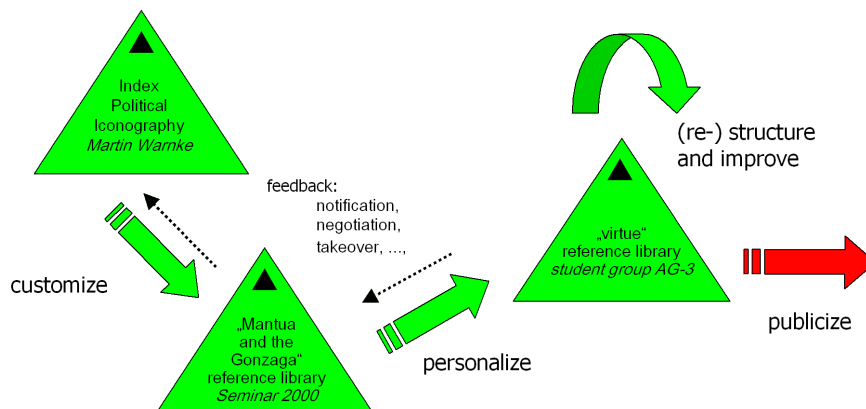 Index
Political
Iconography
Martin Warnke
(re-) structure
and improve
feedback:
notification,
negotiation,
takeover, ...,
„virtue“
reference library
student group AG-3
customize
„Mantua
and the
Gonzaga“
reference library
Seminar 2000
personalize
publicize